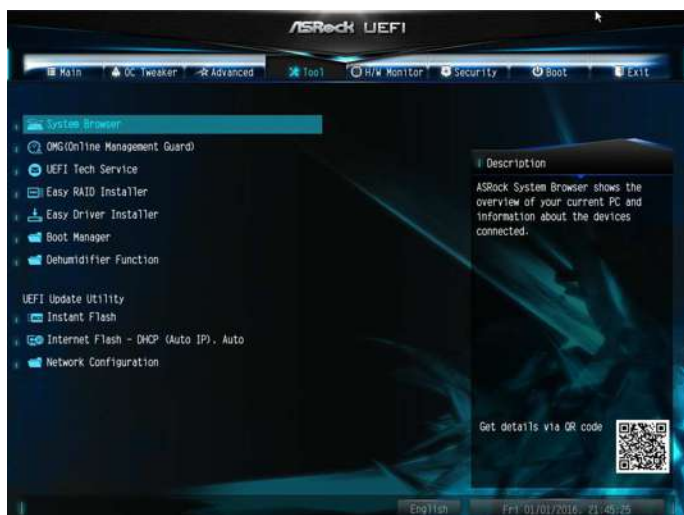 ASRock UEFI
Main OC Tweaker Advanced Tool H/W Monitor Security Boot Exit
System Browser
OMG(Online Management Guard)
UEFI Tech Service
Easy RAID Installer
Easy Driver Installer
Boot Manager
Dehumidifier Function
UEFI Update Utility
Instant Flash
Internet Flash - DHCP (Auto IP), Auto
Network Configuration
Description
ASRock System Browser shows the
overview of your current PC and
information about the devices
connected.
Get details via QR code
English
Fri 01/01/2016, 21:45:25